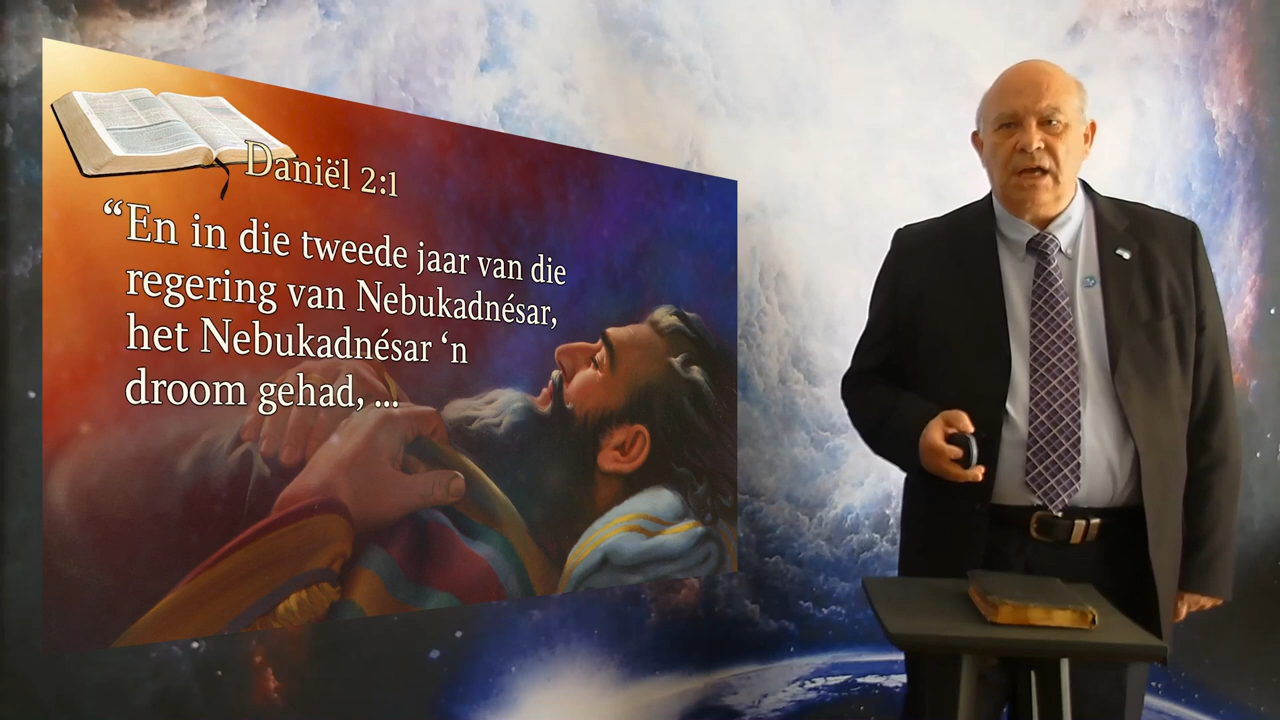 Daniël 2:1
“En in die tweede jaar van die
regering van Nebukadnésar,
het Nebukadnésar ‘n
droom gehad, ...